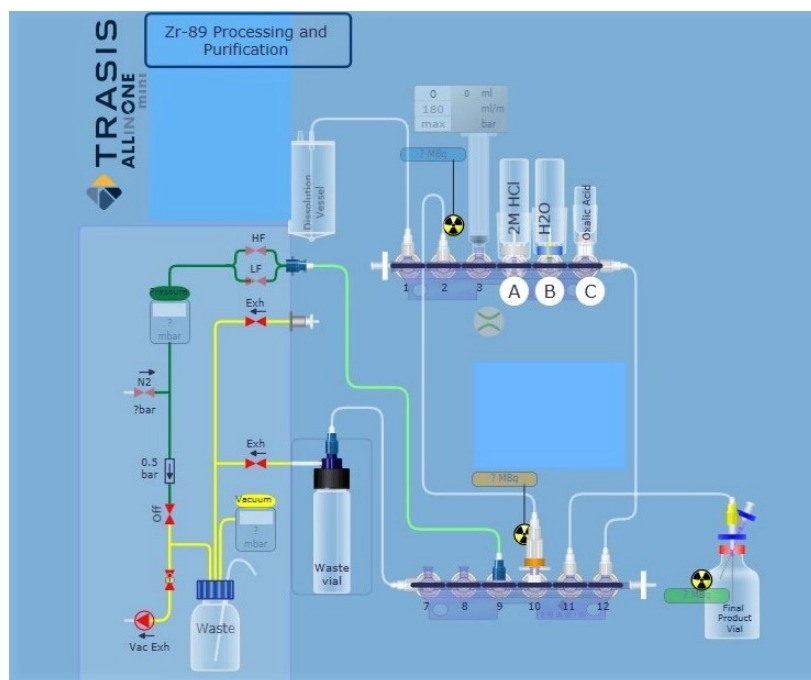 Zr-89 Processing and
Purification
TRASIS
ALLINONE
mini
0 0 ml
180 ml/m
max bar
? MBq
Dissolution
Vessel
2M HCl
H2O
Oxalic Acid
1 2 3 A B C
HF
LF
Pressure
?
mbar
Exh
N2
?bar
0.5
bar
Off
Exh
Vacuum
?
mbar
Waste
Vac Exh
Waste
vial
? MBq
7 8 9 10 11 12
TRASIS
? MBq
Final
Product
Vial